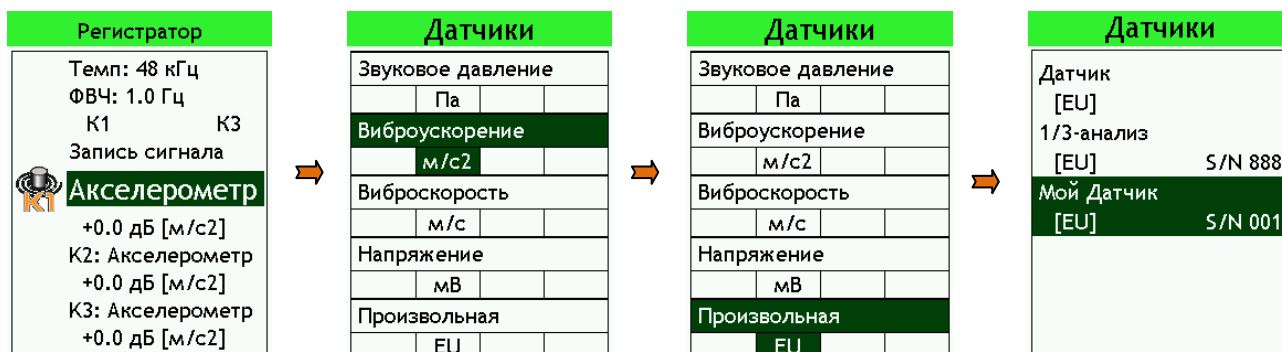 Регистратор
Темп: 48 кГц
ФВЧ: 1.0 Гц
К1 К3
Запись сигнала
К1 Акселерометр
+0.0 дБ [м/с2]
К2: Акселерометр
+0.0 дБ [м/с2]
К3: Акселерометр
+0.0 дБ [м/с2]
Датчики
Звуковое давление
Па
Виброускорение
м/с2
Виброскорость
м/с
Напряжение
мВ
Произвольная
EU
Датчики
Звуковое давление
Па
Виброускорение
м/с2
Виброскорость
м/с
Напряжение
мВ
Произвольная
EU
Датчики
Датчик
[EU]
1/3-анализ
[EU] S/N 888
Мой Датчик
[EU] S/N 001